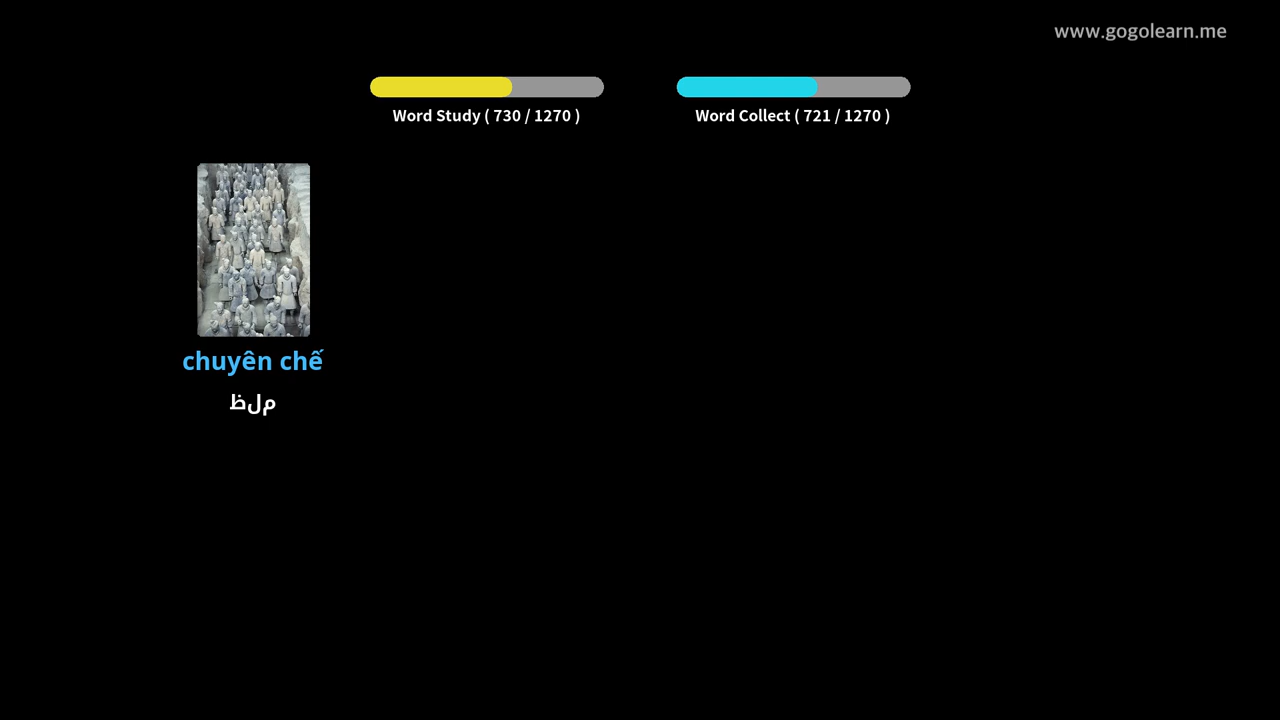 www.gogolearn.me
Word Study ( 730 / 1270 )
Word Collect ( 721 / 1270 )
chuyên chế
ظلم